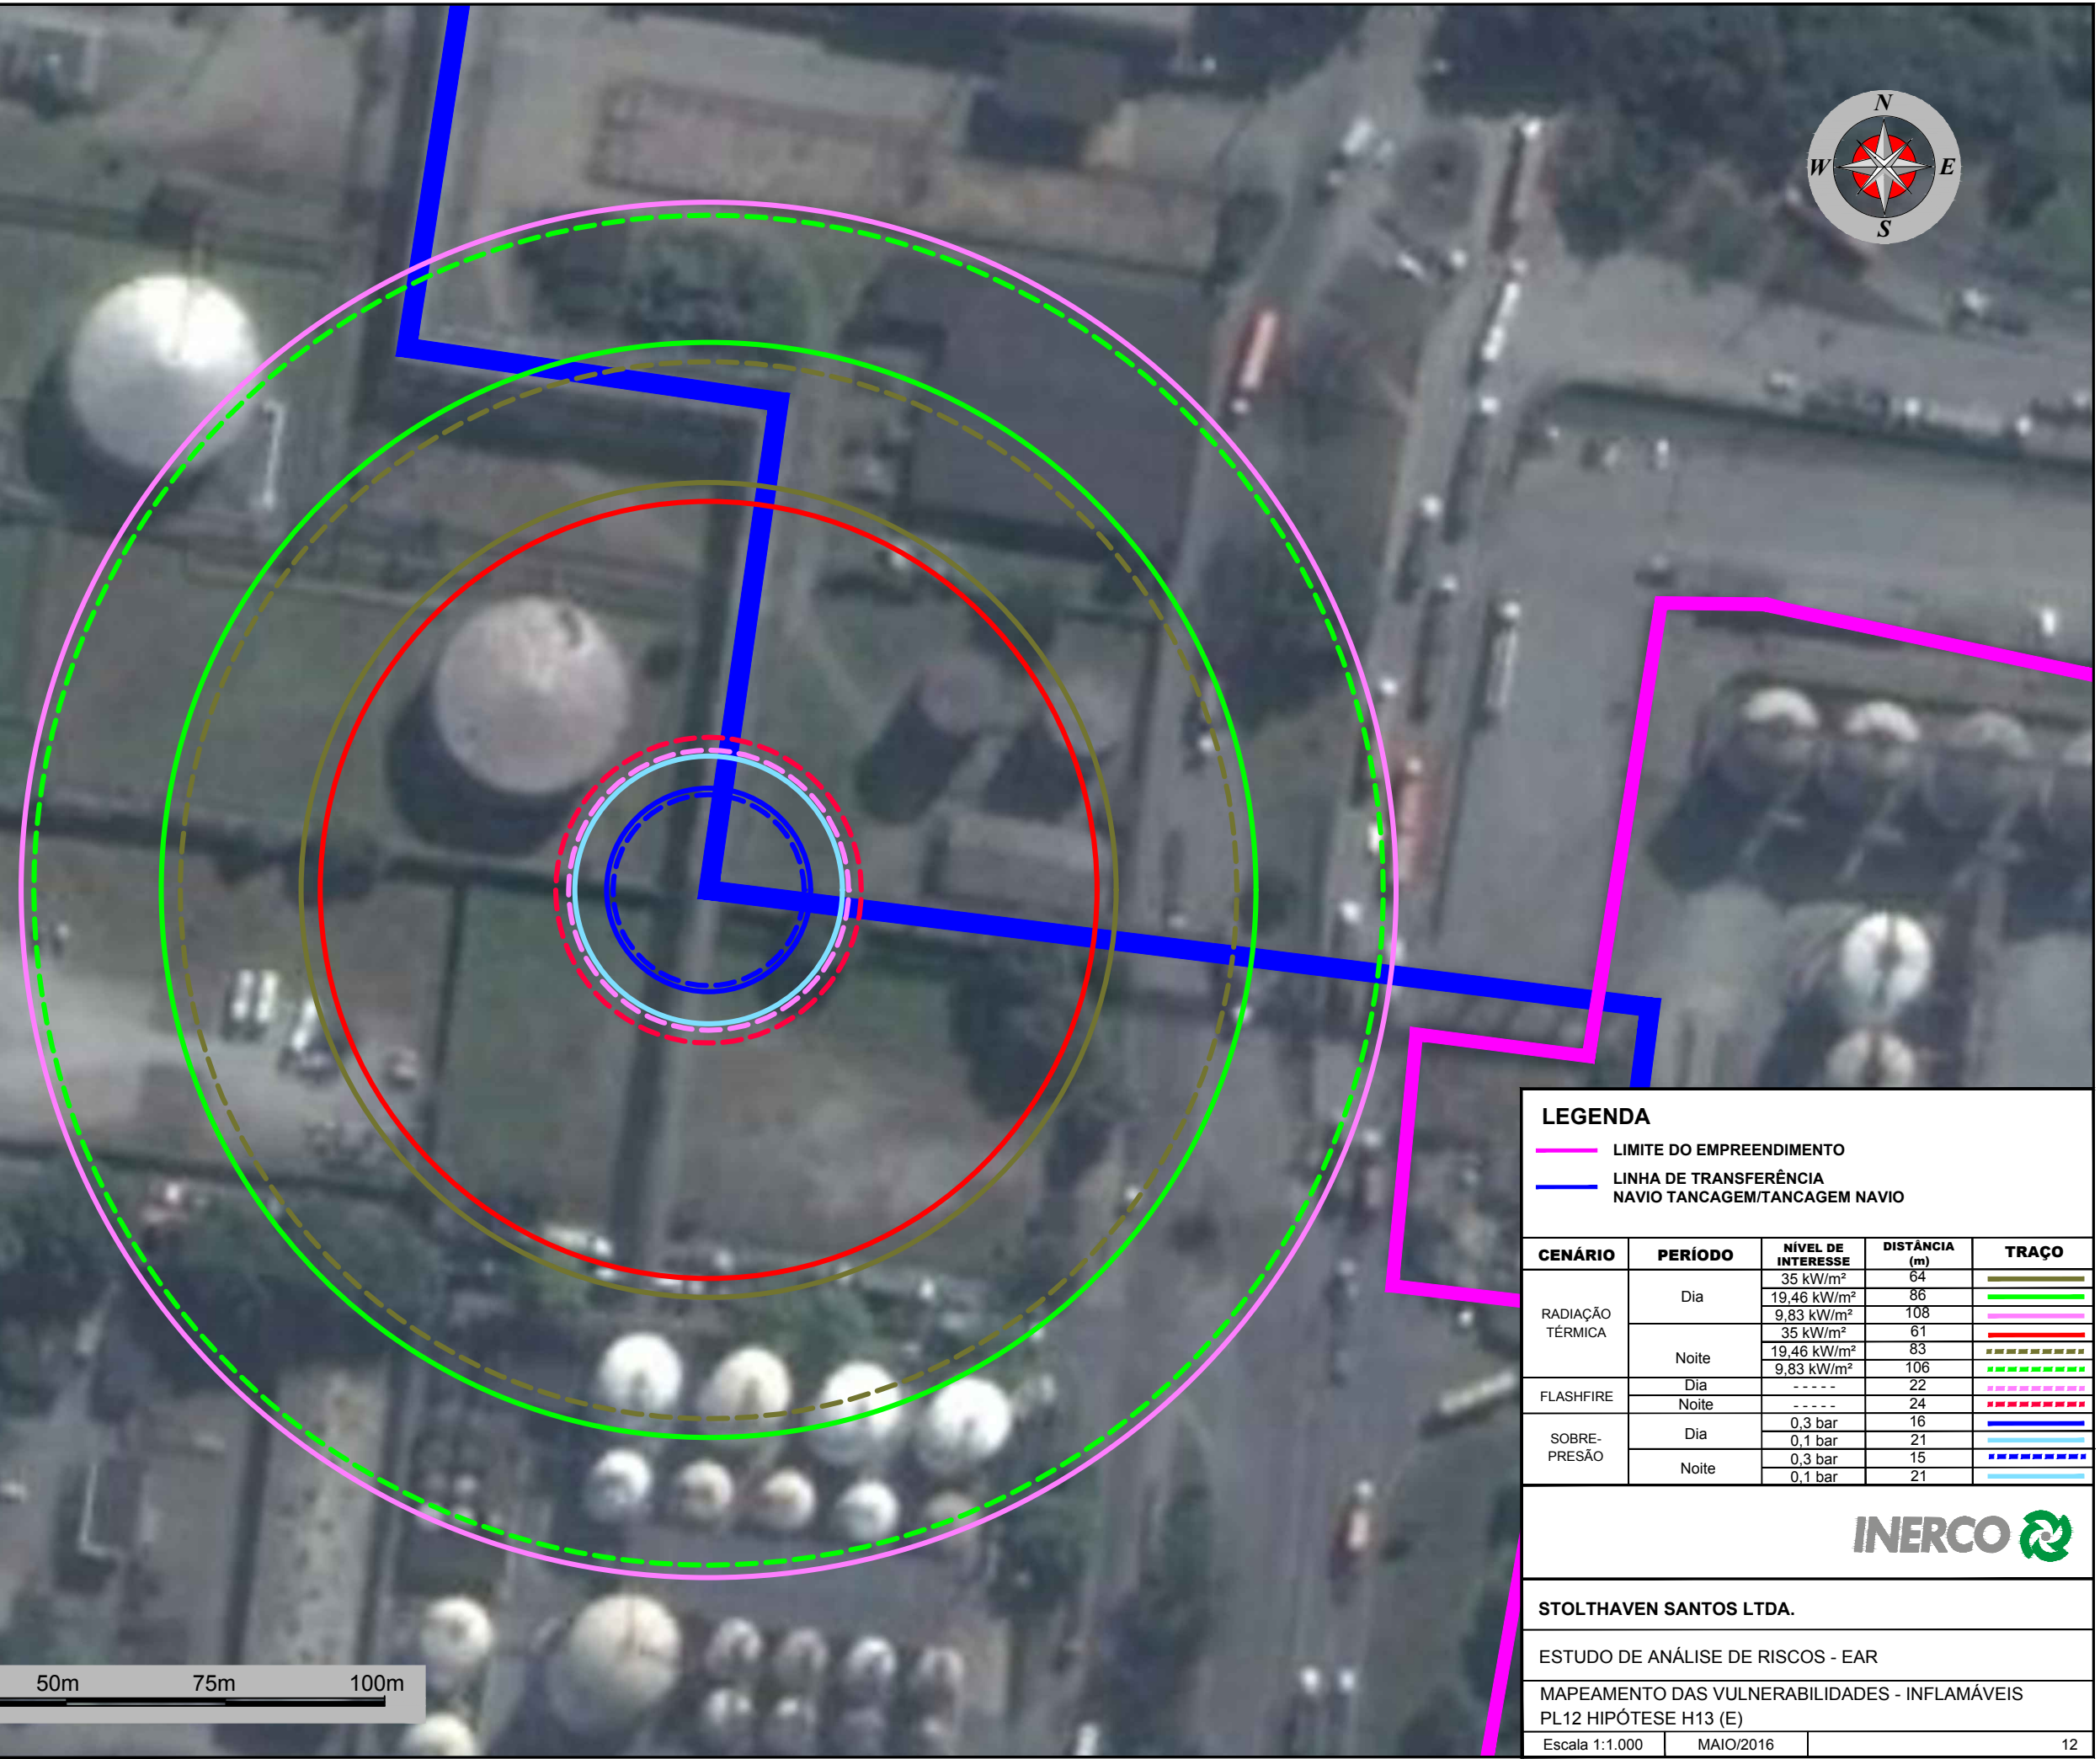 N
W E
S
LEGENDA
LIMITE DO EMPREENDIMENTO
LINHA DE TRANSFERÊNCIA
NAVIO TANCAGEM/TANCAGEM NAVIO
CENÁRIO PERÍODO NÍVEL DE INTERESSE DISTÂNCIA (m) TRAÇO
RADIAÇÃO TÉRMICA Dia 35 kW/m² 64
19,46 kW/m² 86
9,83 kW/m² 108
Noite 35 kW/m² 61
19,46 kW/m² 83
9,83 kW/m² 106
FLASHFIRE Dia - - - - - 22
Noite - - - - - 24
SOBRE-PRESÃO Dia 0,3 bar 16
0,1 bar 21
Noite 0,3 bar 15
0,1 bar 21
INERCO
STOLTHAVEN SANTOS LTDA.
ESTUDO DE ANÁLISE DE RISCOS - EAR
MAPEAMENTO DAS VULNERABILIDADES - INFLAMÁVEIS
PL12 HIPÓTESE H13 (E)
Escala 1:1.000 MAIO/2016 12
50m 75m 100m